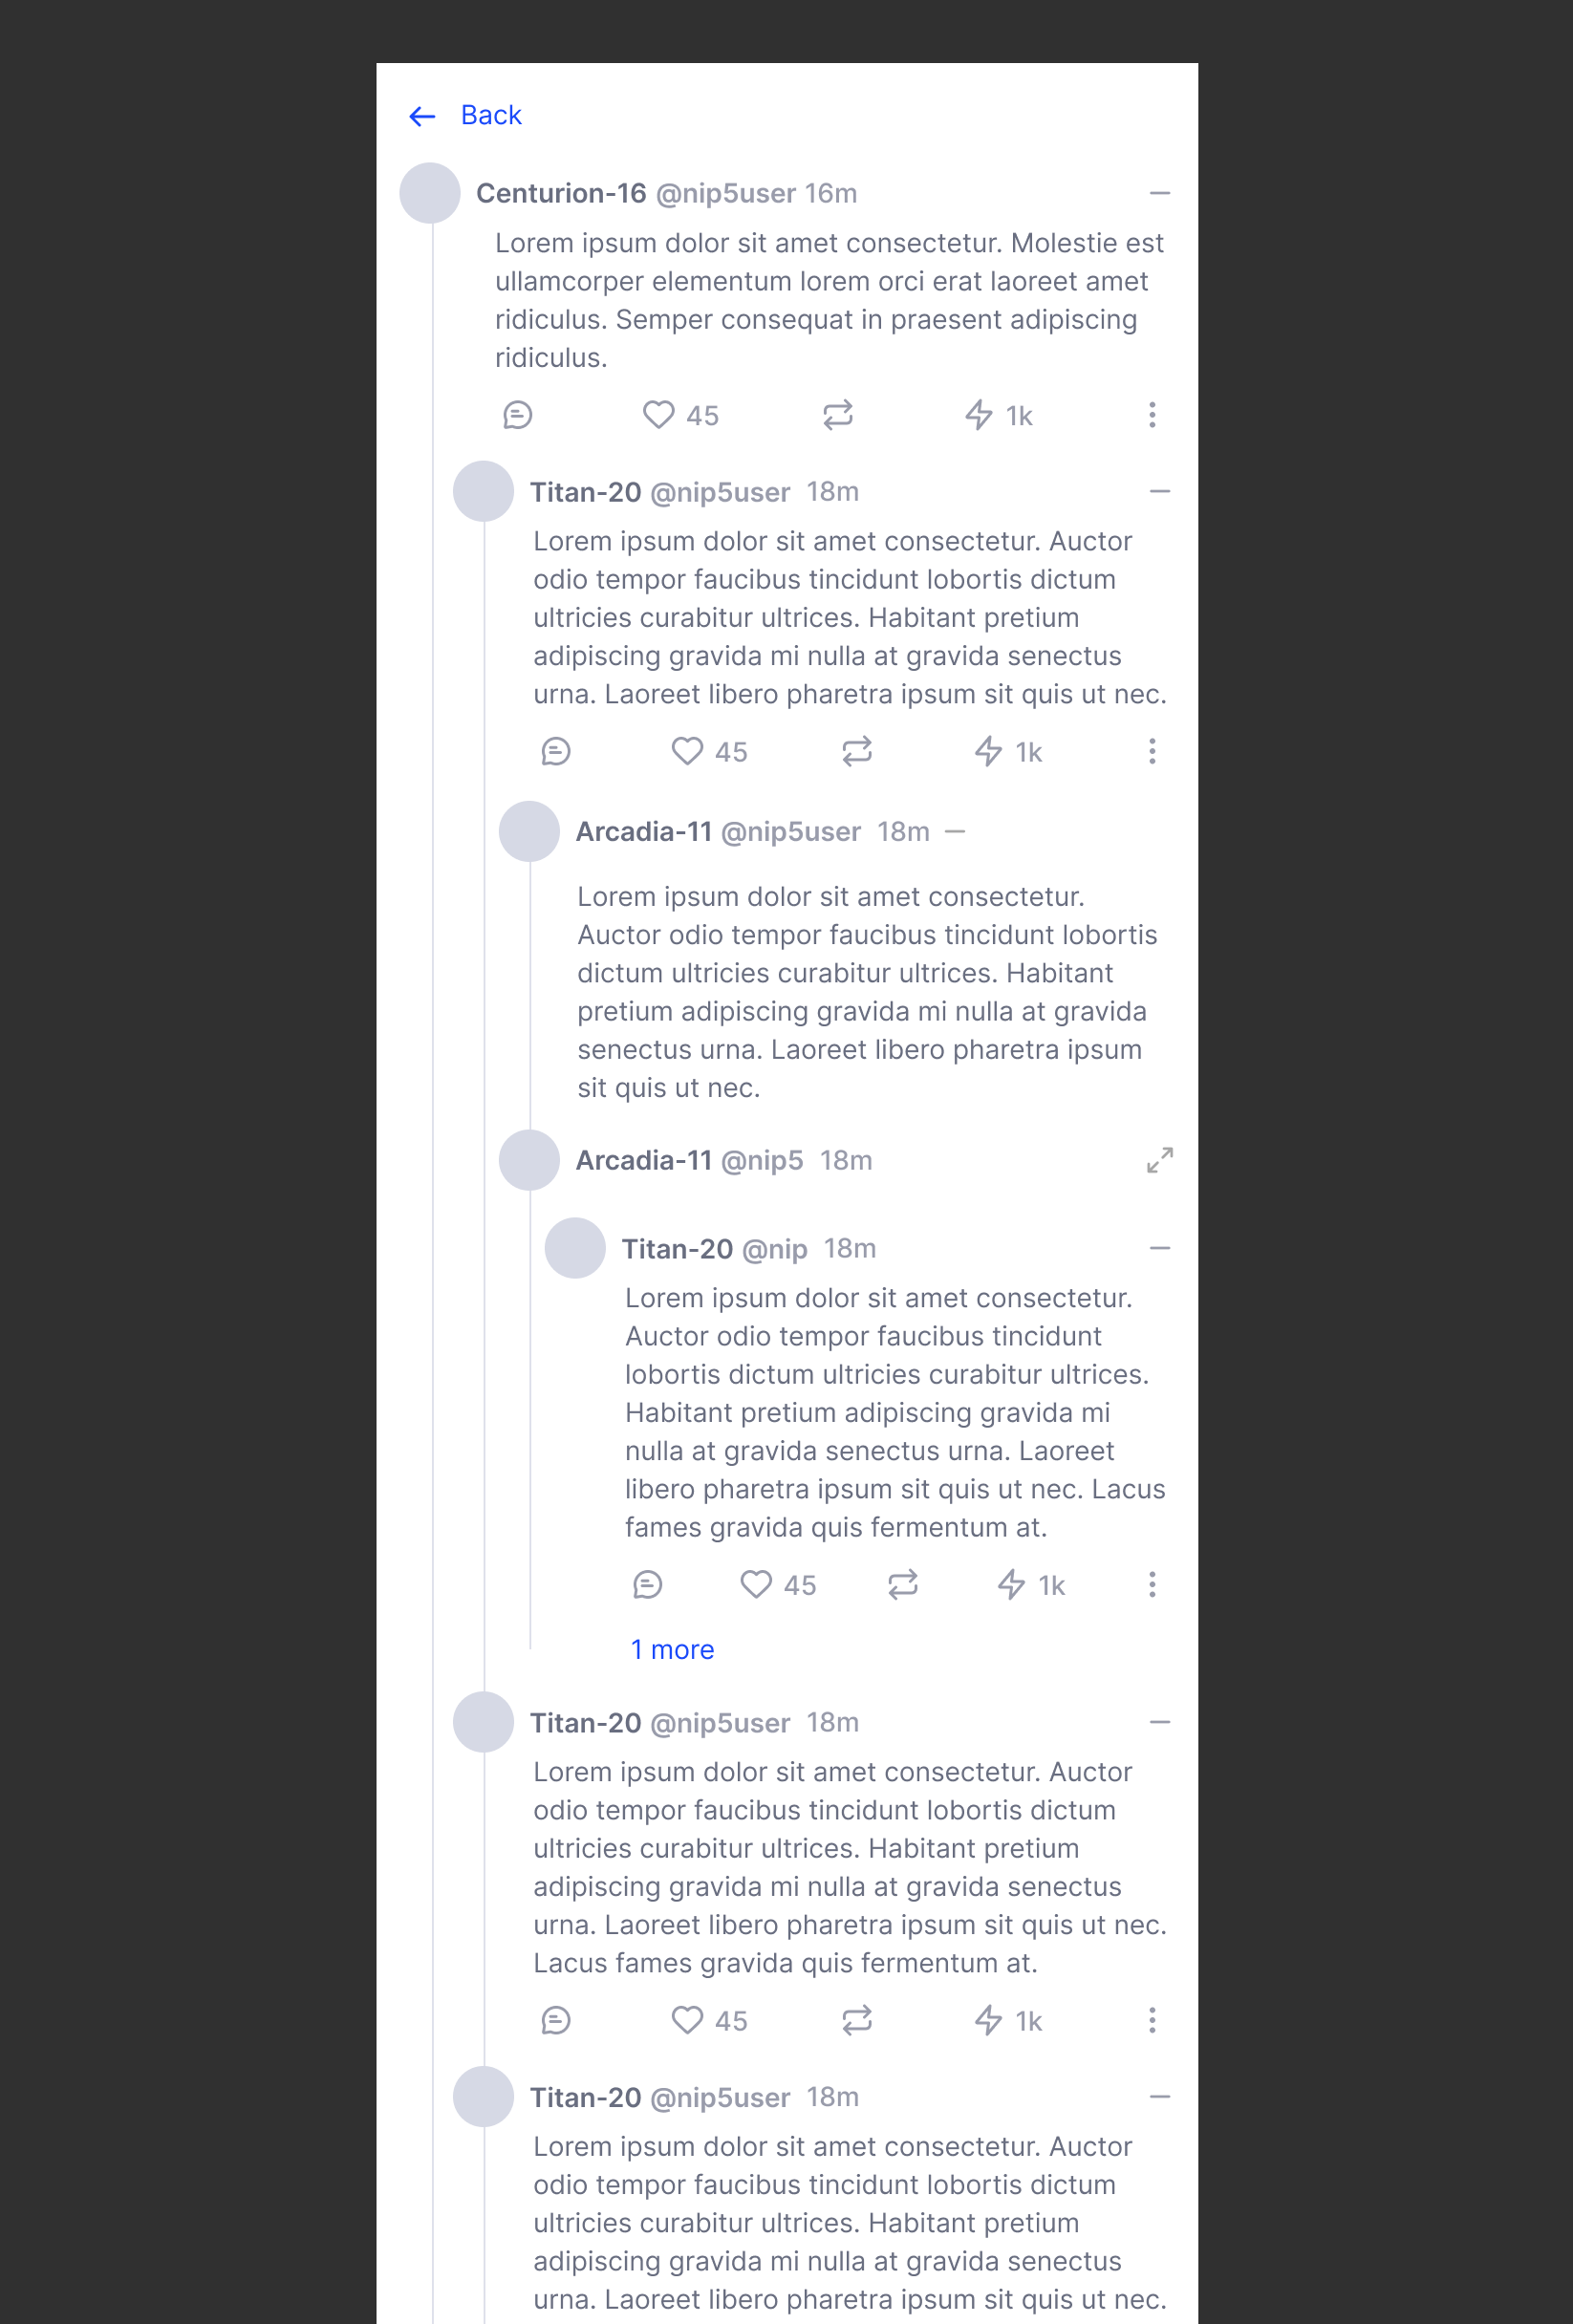 Back
Centurion-16 @nip5user 16m
Lorem ipsum dolor sit amet consectetur. Molestie est
ullamcorper elementum lorem orci erat laoreet amet
ridiculus. Semper consequat in praesent adipiscing
ridiculus.
45 1k
Titan-20 @nip5user 18m
Lorem ipsum dolor sit amet consectetur. Auctor
odio tempor faucibus tincidunt lobortis dictum
ultricies curabitur ultrices. Habitant pretium
adipiscing gravida mi nulla at gravida senectus
urna. Laoreet libero pharetra ipsum sit quis ut nec.
45 1k
Arcadia-11 @nip5user 18m
Lorem ipsum dolor sit amet consectetur.
Auctor odio tempor faucibus tincidunt lobortis
dictum ultricies curabitur ultrices. Habitant
pretium adipiscing gravida mi nulla at gravida
senectus urna. Laoreet libero pharetra ipsum
sit quis ut nec.
Arcadia-11 @nip5 18m
Titan-20 @nip 18m
Lorem ipsum dolor sit amet consectetur.
Auctor odio tempor faucibus tincidunt
lobortis dictum ultricies curabitur ultrices.
Habitant pretium adipiscing gravida mi
nulla at gravida senectus urna. Laoreet
libero pharetra ipsum sit quis ut nec. Lacus
fames gravida quis fermentum at.
45 1k
1 more
Titan-20 @nip5user 18m
Lorem ipsum dolor sit amet consectetur. Auctor
odio tempor faucibus tincidunt lobortis dictum
ultricies curabitur ultrices. Habitant pretium
adipiscing gravida mi nulla at gravida senectus
urna. Laoreet libero pharetra ipsum sit quis ut nec.
Lacus fames gravida quis fermentum at.
45 1k
Titan-20 @nip5user 18m
Lorem ipsum dolor sit amet consectetur. Auctor
odio tempor faucibus tincidunt lobortis dictum
ultricies curabitur ultrices. Habitant pretium
adipiscing gravida mi nulla at gravida senectus
urna. Laoreet libero pharetra ipsum sit quis ut nec.